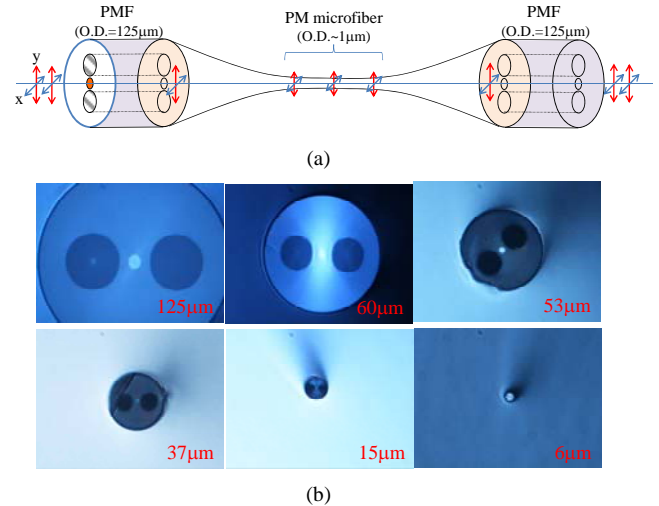 PMF
(O.D.=125μm)
PM microfiber
(O.D.~1μm)
PMF
(O.D.=125μm)
y
x
(a)
125μm
60μm
53μm
37μm
15μm
6μm
(b)